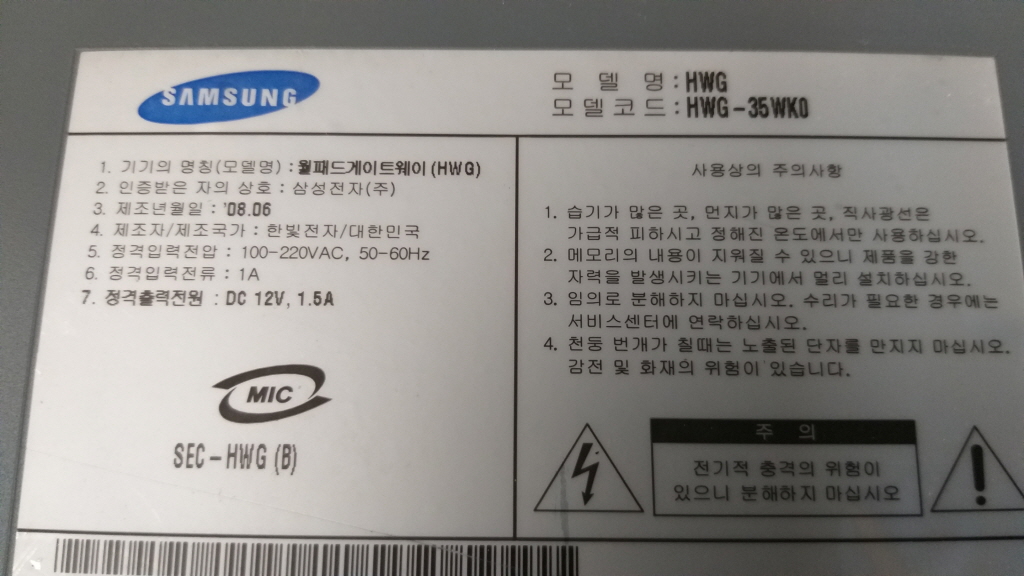 SAMSUNG
모 델 명 : HWG
모델코드 : HWG-35WK0
1. 기기의 명칭(모델명) : 월패드게이트웨이(HWG)
2. 인증받은 자의 상호 : 삼성전자(주)
3. 제조년월일 : '08.06
4. 제조자/제조국가 : 한빛전자/대한민국
5. 정격입력전압 : 100-220VAC, 50-60Hz
6. 정격입력전류 : 1A
7. 정격출력전원 : DC 12V, 1.5A
MIC
SEC-HWG (B)
사용상의 주의사항
1. 습기가 많은 곳, 먼지가 많은 곳, 직사광선은
가급적 피하시고 정해진 온도에서만 사용하십시오.
2. 메모리의 내용이 지워질 수 있으니 제품을 강한
자력을 발생시키는 기기에서 멀리 설치하십시오.
3. 임의로 분해하지 마십시오. 수리가 필요한 경우에는
서비스센터에 연락하십시오.
4. 천둥 번개가 칠때는 노출된 단자를 만지지 마십시오.
감전 및 화재의 위험이 있습니다.
주 의
전기적 충격의 위험이
있으니 분해하지 마십시오